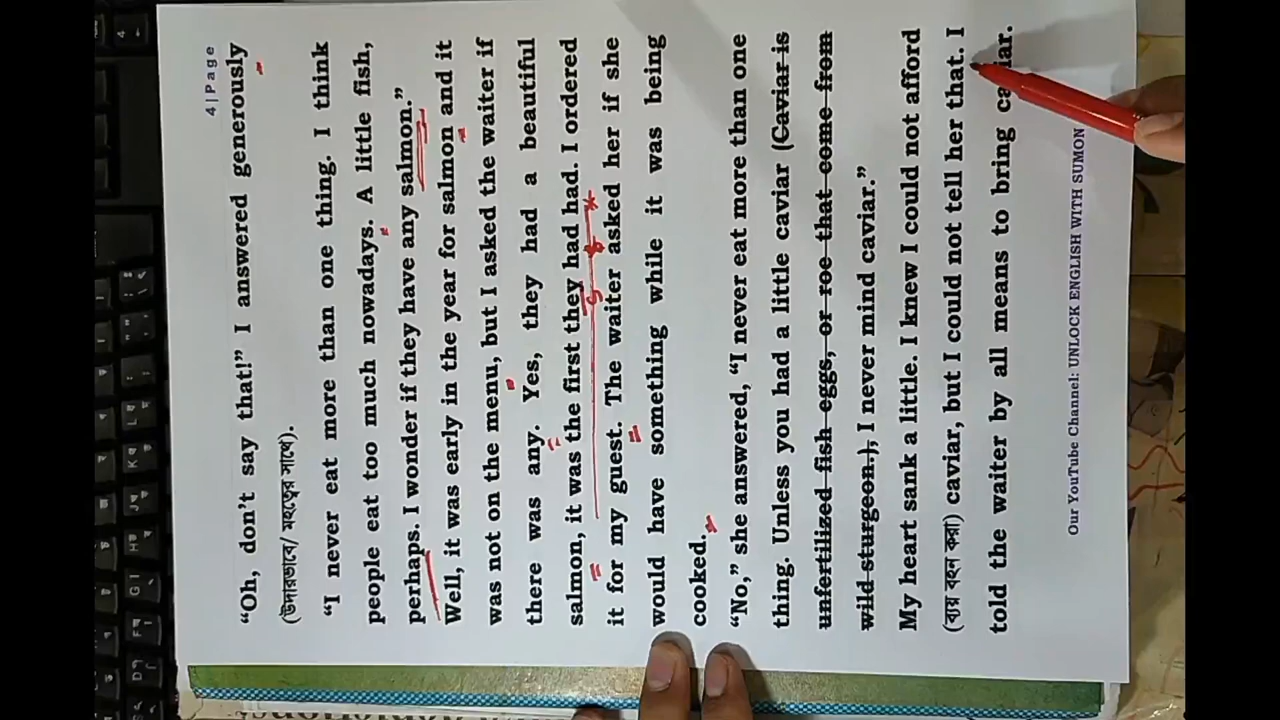 4|Page
“Oh, don’t say that!” I answered generously
(উদারভাবে/ মহত্ত্বের সাথে).
“I never eat more than one thing. I think
people eat too much nowadays. A little fish,
perhaps. I wonder if they have any salmon.”
Well, it was early in the year for salmon and it
was not on the menu, but I asked the waiter if
there was any. Yes, they had a beautiful
salmon, it was the first they had had. I ordered
it for my guest. The waiter asked her if she
would have something while it was being
cooked.
“No,” she answered, “I never eat more than one
thing. Unless you had a little caviar (Caviar is
unfertilized fish eggs, or roe that come from
wild sturgeon.), I never mind caviar.”
My heart sank a little. I knew I could not afford
(ব্যয় বহন করা) caviar, but I could not tell her that. I
told the waiter by all means to bring caviar.
Our YouTube Channel: UNLOCK ENGLISH WITH SUMON